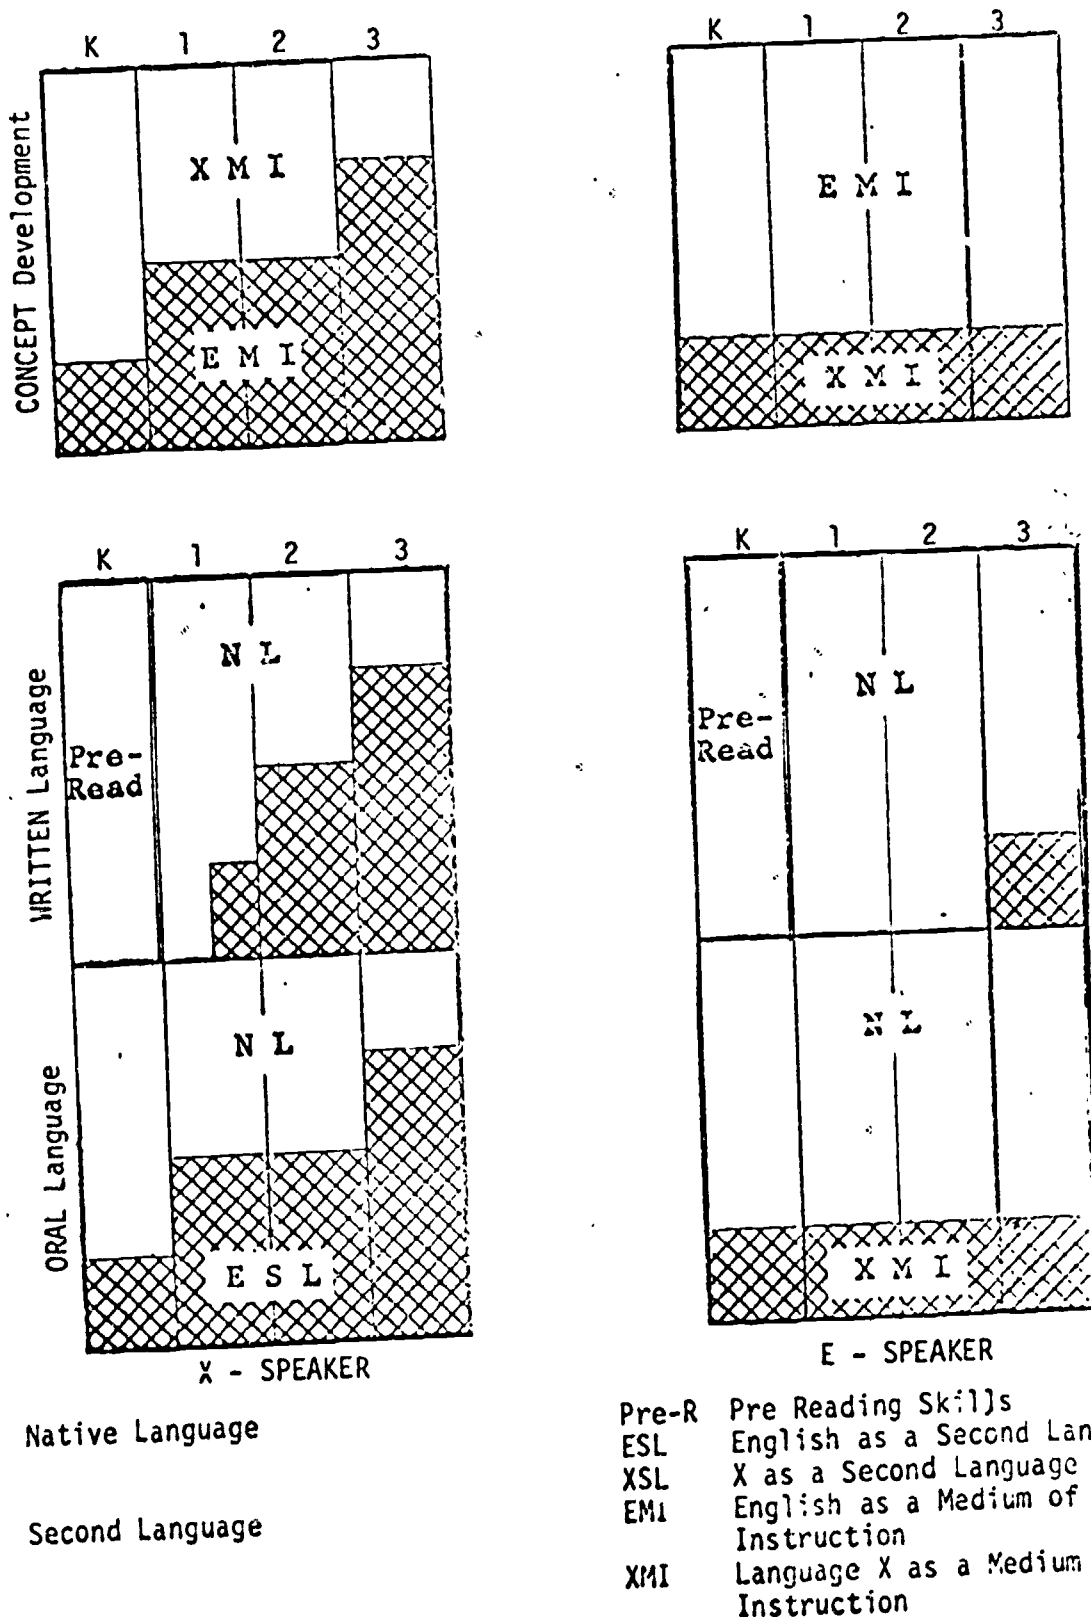 K 1 2 3
CONCEPT Development
X M I
E M I
K 1 2 3
E M I
X M I
K 1 2 3
WRITTEN Language
Pre-
Read
N L
ORAL Language
N L
E S L
X - SPEAKER
K 1 2 3
Pre-
Read
N L
N L
X M I
E - SPEAKER
Native Language
Second Language
Pre-R Pre Reading Skills
ESL English as a Second Lan
XSL X as a Second Language
EMI English as a Medium of
Instruction
XMI Language X as a Medium
Instruction